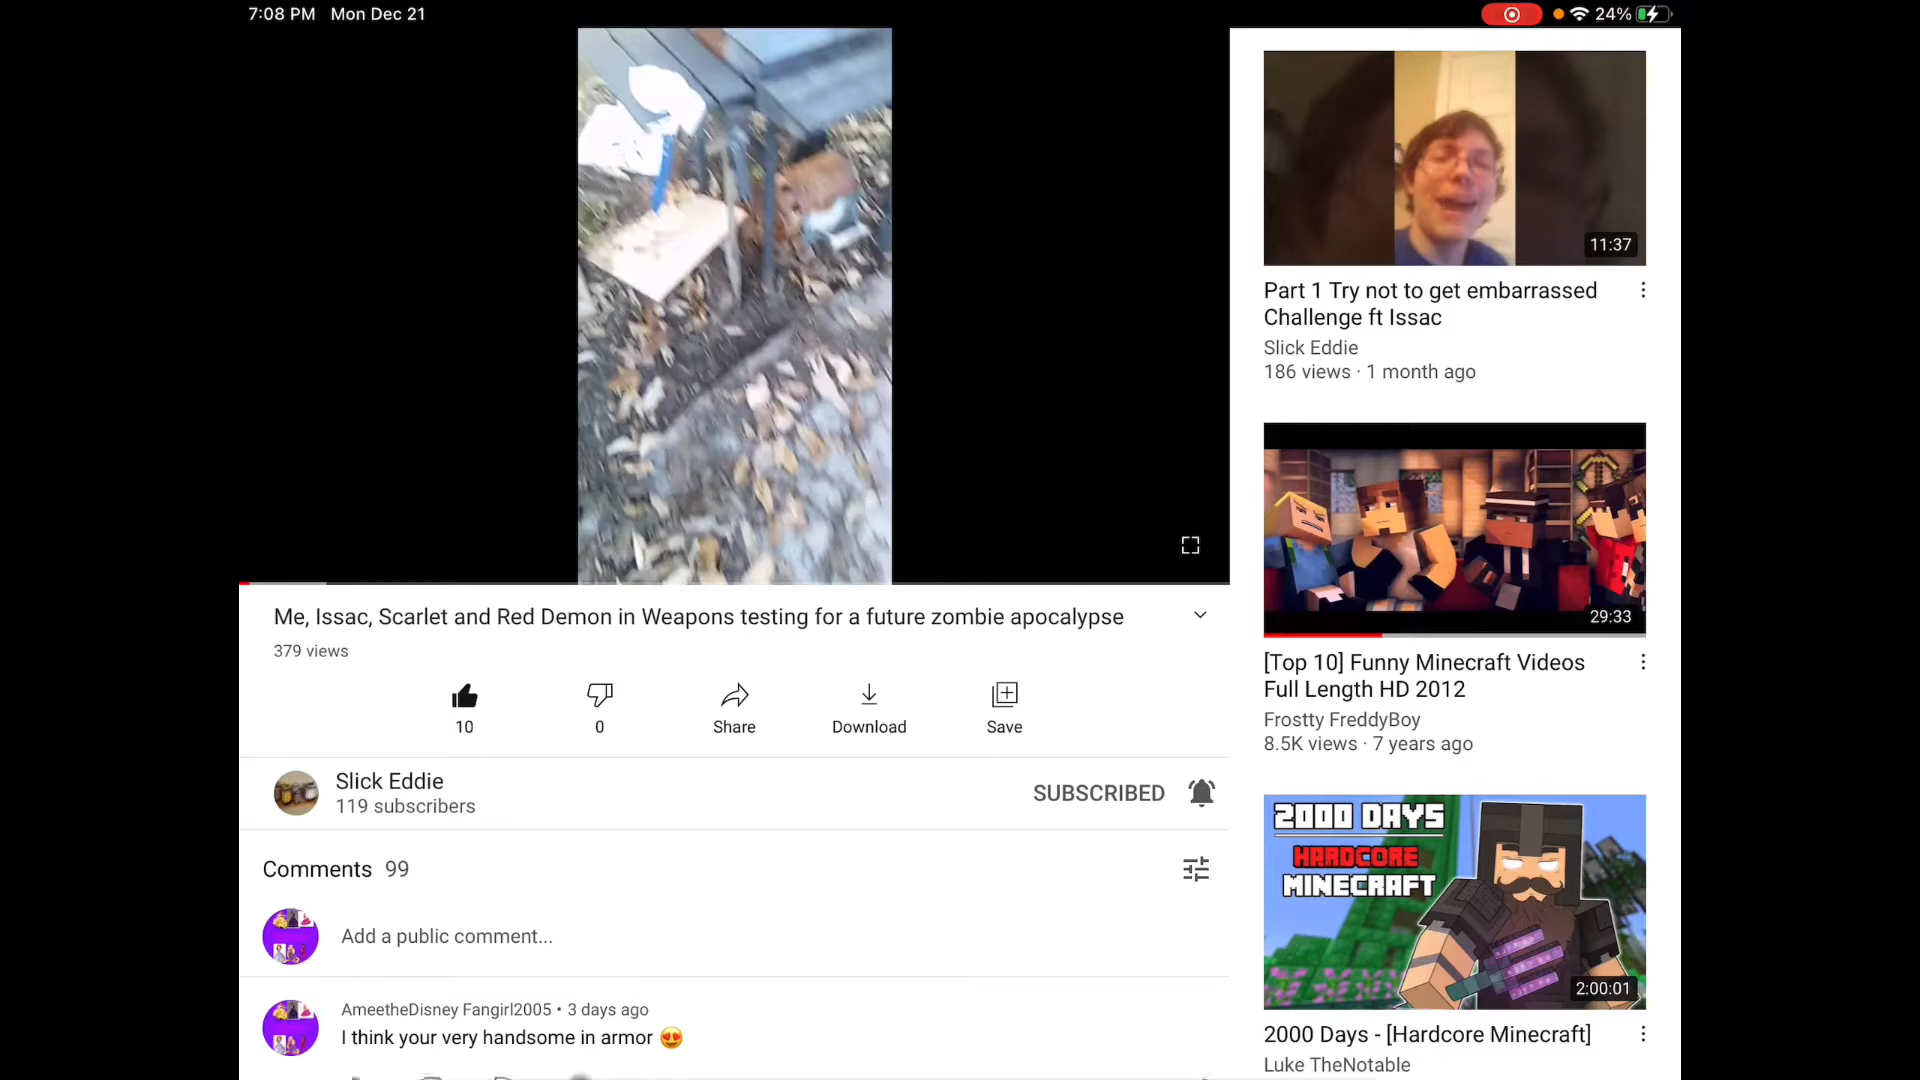 7:08 PM Mon Dec 21
24%
11:37
Part 1 Try not to get embarrassed
Challenge ft Issac
Slick Eddie
186 views · 1 month ago
29:33
[Top 10] Funny Minecraft Videos
Full Length HD 2012
Frostty FreddyBoy
8.5K views · 7 years ago
2000 DAYS
HARDCORE
MINECRAFT
2:00:01
2000 Days - [Hardcore Minecraft]
Luke TheNotable
Me, Issac, Scarlet and Red Demon in Weapons testing for a future zombie apocalypse
379 views
10
0
Share
Download
Save
Slick Eddie
119 subscribers
SUBSCRIBED
Comments 99
Add a public comment...
AmeetheDisney Fangirl2005 • 3 days ago
I think your very handsome in armor 😍